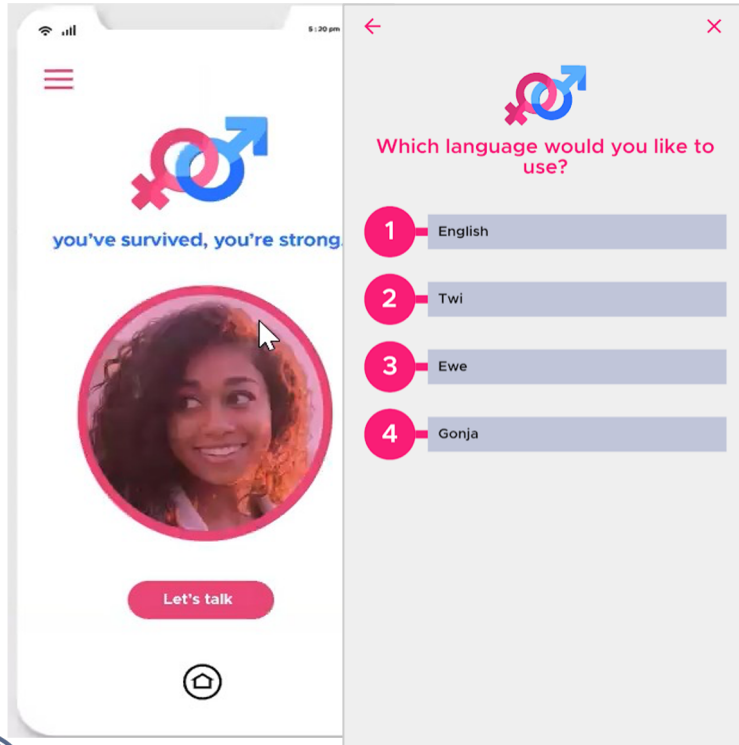 5:20 pm
you've survived, you're strong.
Let's talk
Which language would you like to
use?
1 English
2 Twi
3 Ewe
4 Gonja